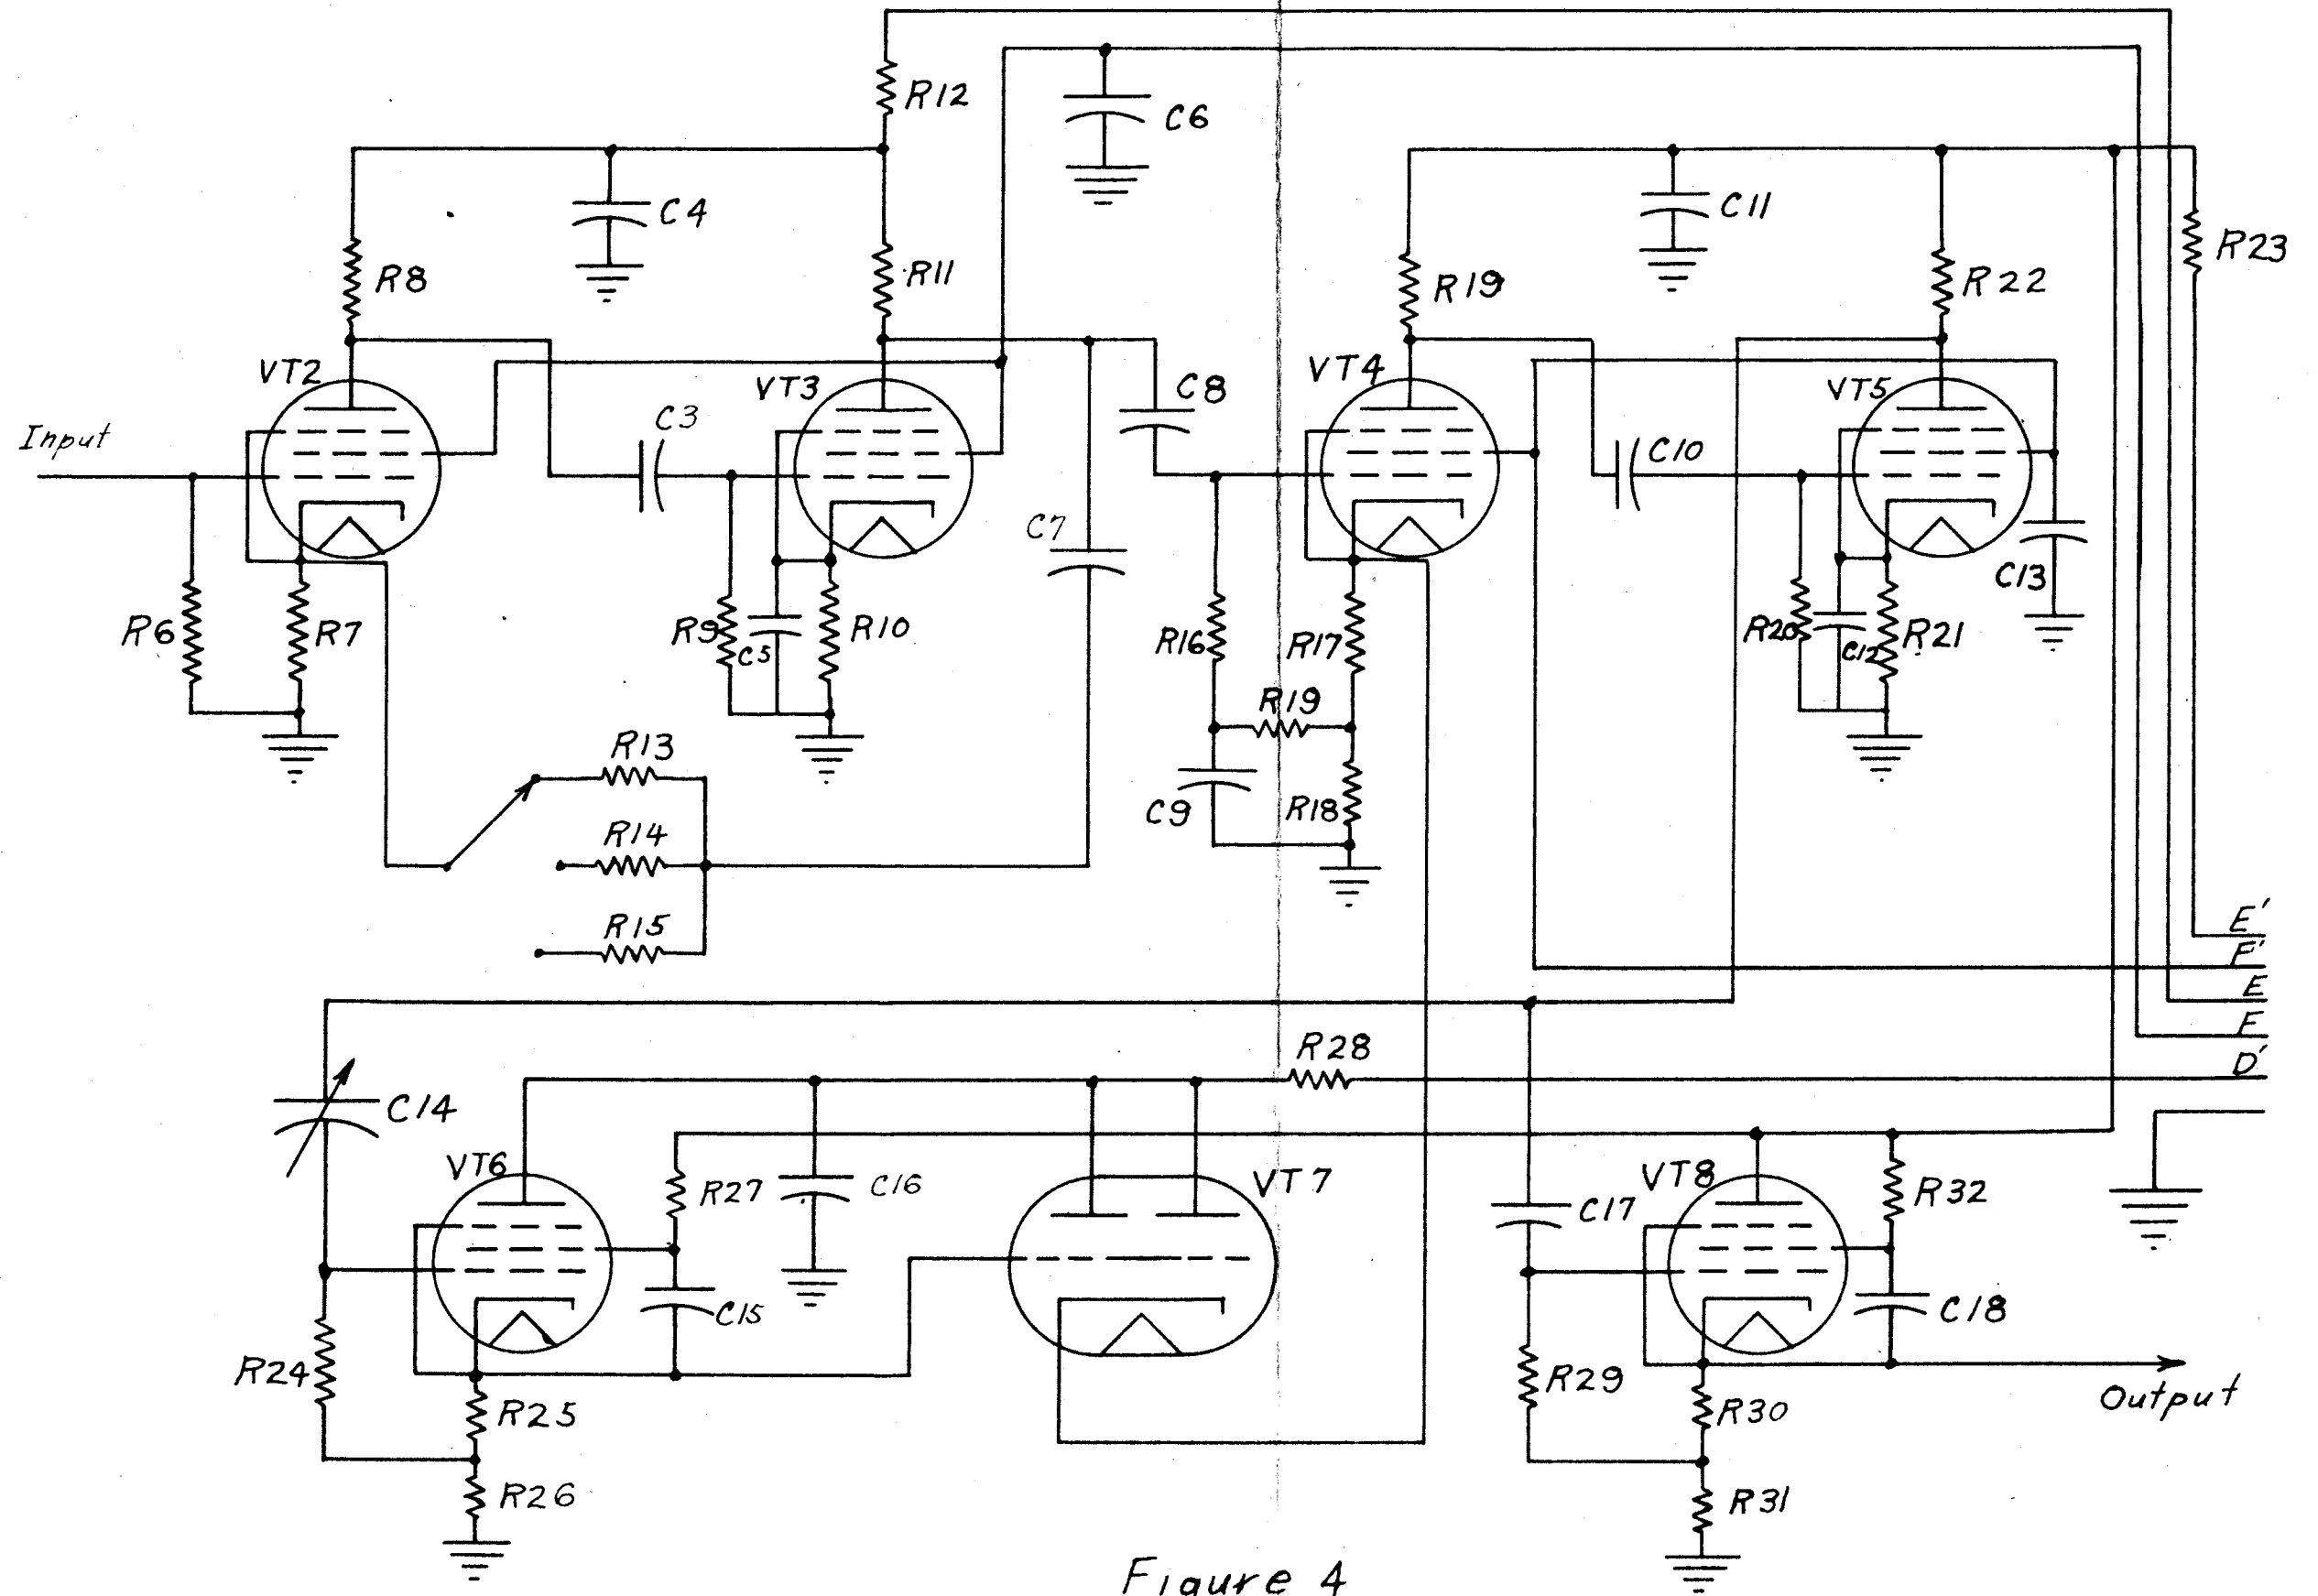 R12
C6
C4
C11
R23
R8
R11
R19
R22
VT2
VT3
C8
VT4
VT5
Input
C3
C10
C7
C13
R6
R7
R9
C5
R10
R16
R17
R20
C12
R21
R19
R13
C9
R18
R14
R15
E'
F'
E
F
R28
D'
C14
VT6
R27
C16
VT7
C17
VT8
R32
C15
C18
R24
R25
R29
R30
Output
R26
R31
Figure 4